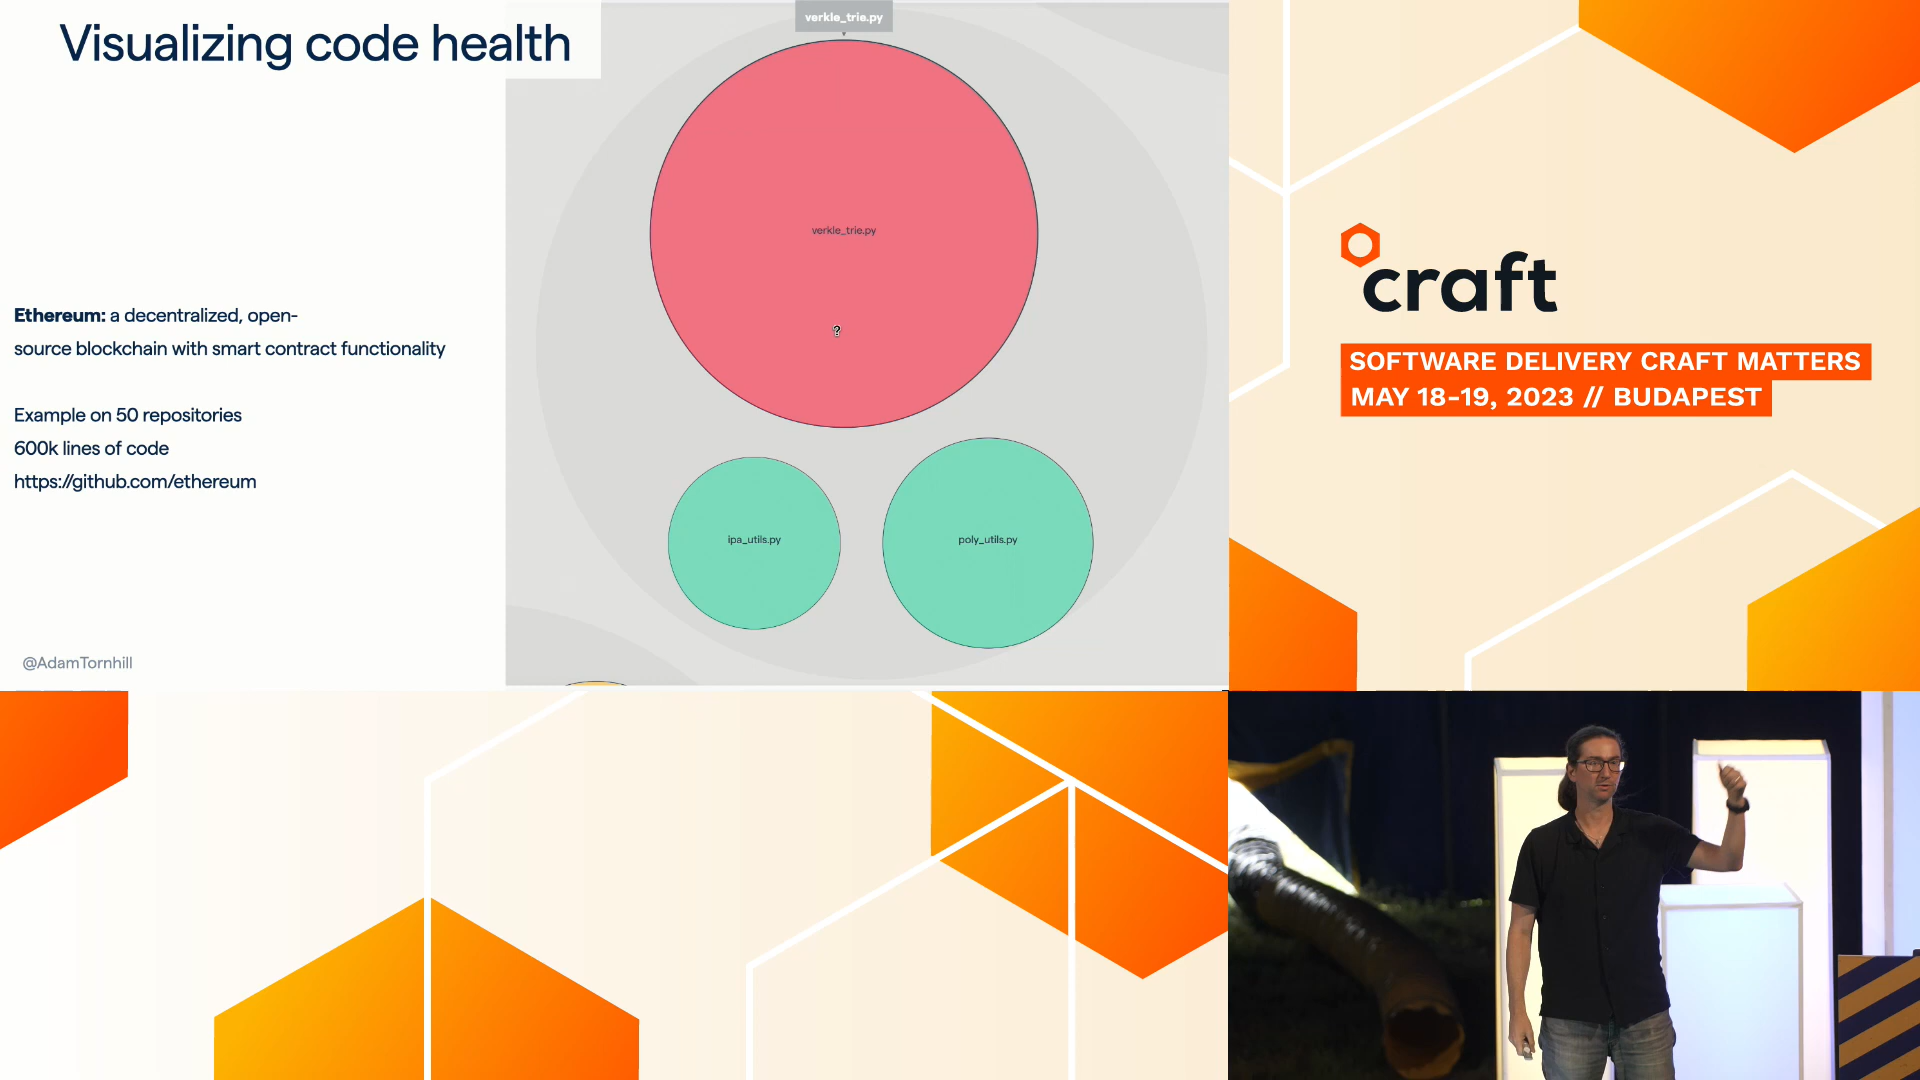 Visualizing code health
verkle_trie.py
verkle_trie.py
?
ipa_utils.py
poly_utils.py
Ethereum: a decentralized, open-
source blockchain with smart contract functionality
Example on 50 repositories
600k lines of code
https://github.com/ethereum
@AdamTornhill
craft
SOFTWARE DELIVERY CRAFT MATTERS
MAY 18-19, 2023 // BUDAPEST